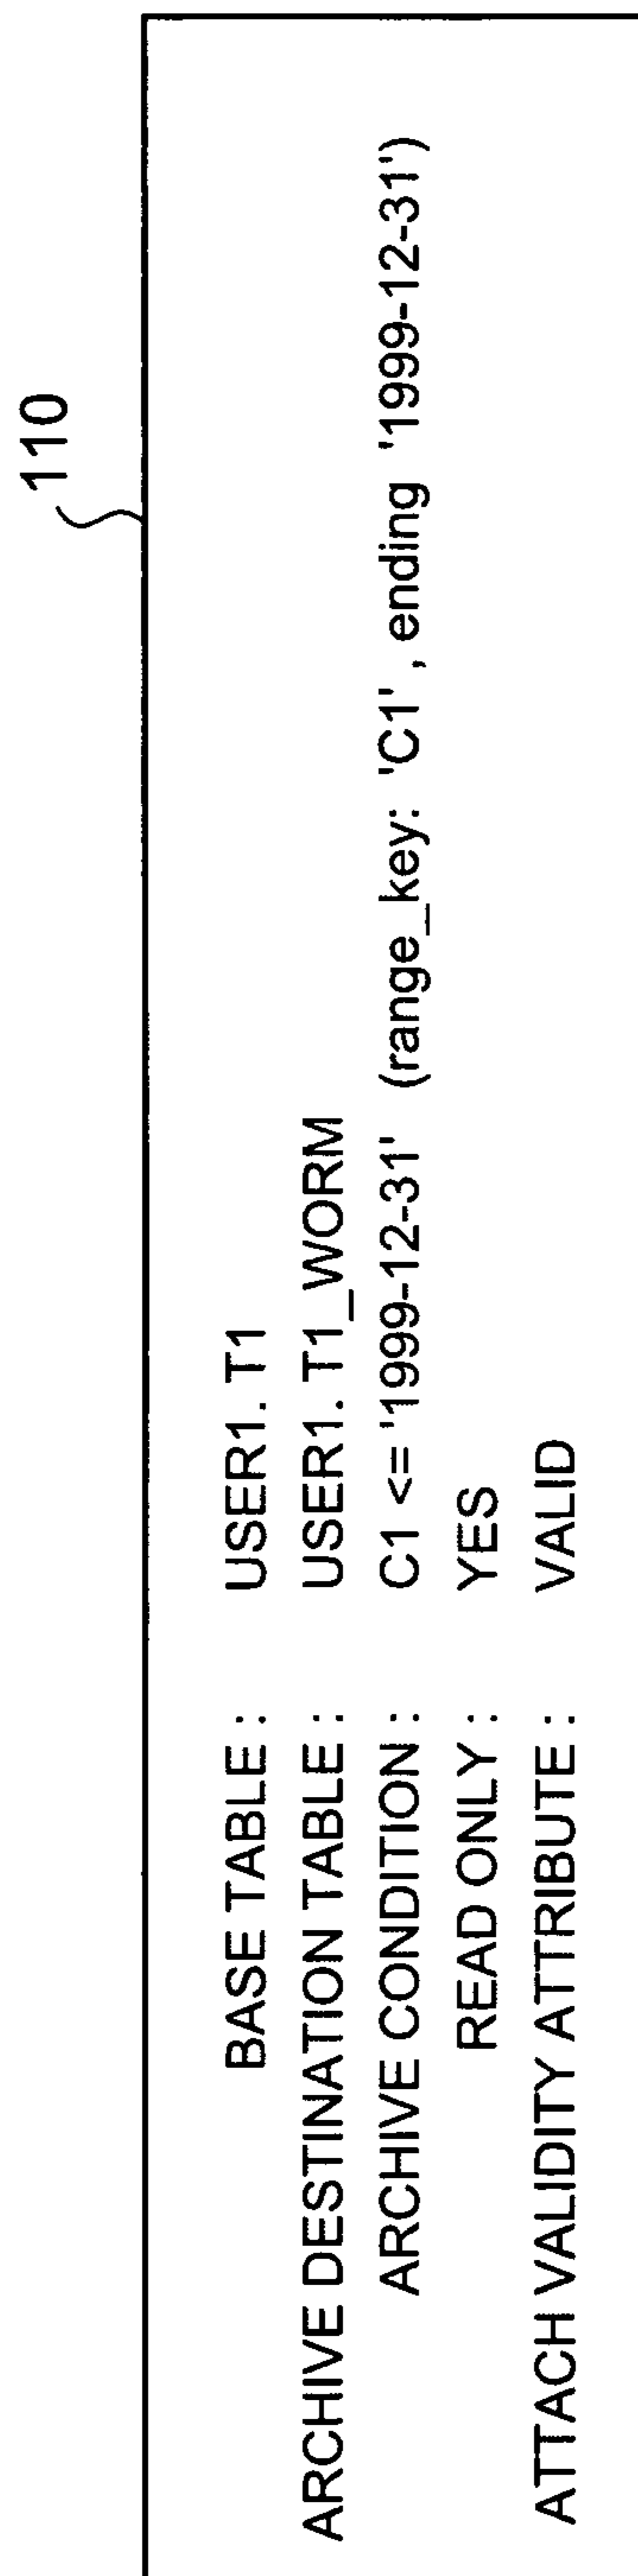 110
BASE TABLE : USER1. T1
ARCHIVE DESTINATION TABLE : USER1. T1_WORM
ARCHIVE CONDITION : C1 <= '1999-12-31' (range_key: 'C1', ending '1999-12-31')
READ ONLY : YES
ATTACH VALIDITY ATTRIBUTE : VALID